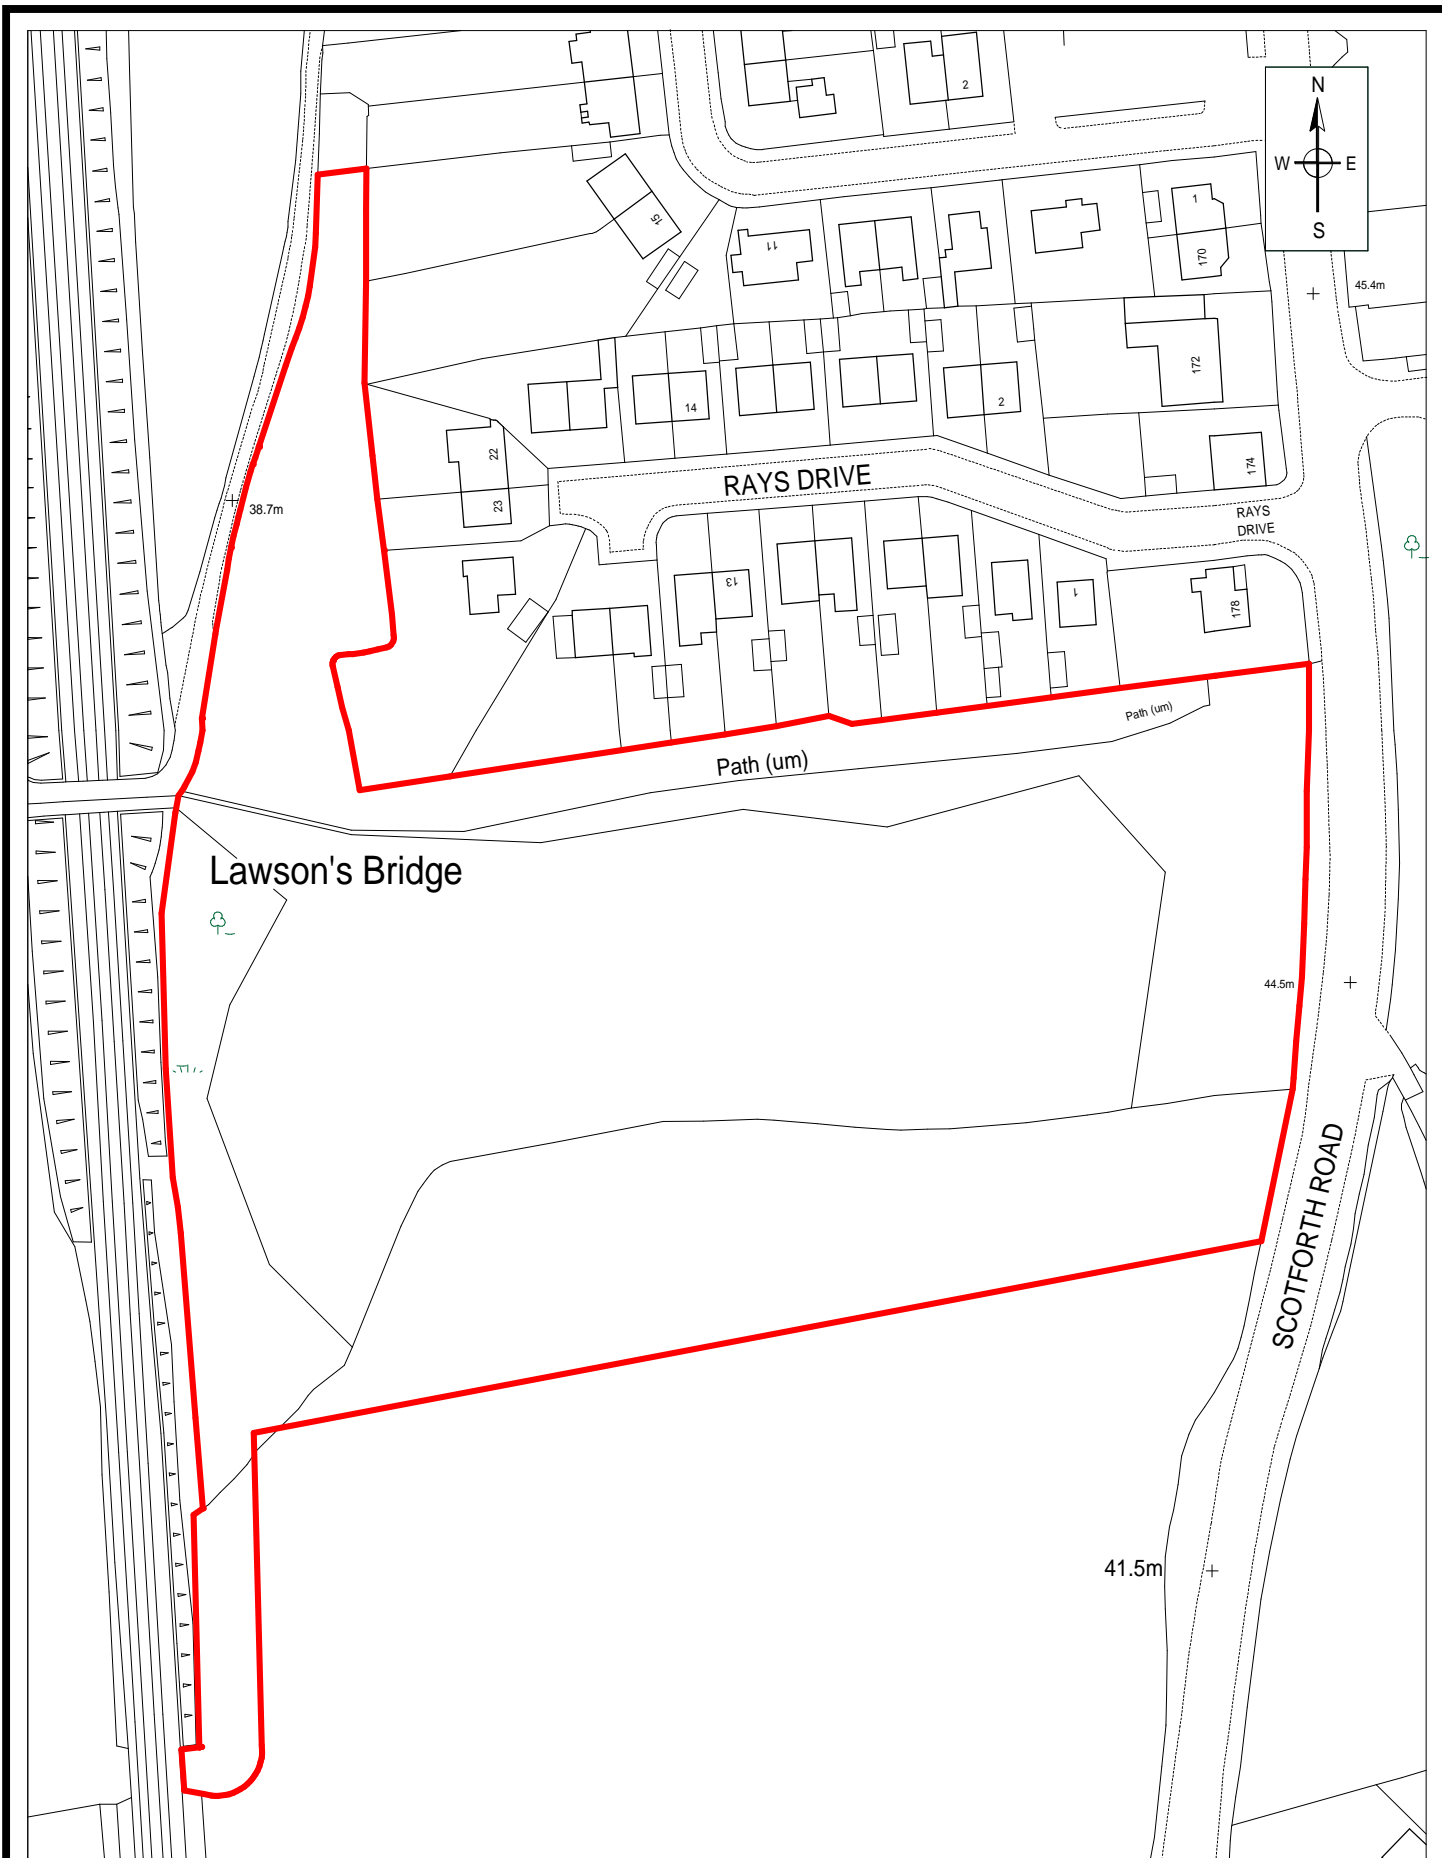 2
N
W E
S
15
11
1
170
45.4m
172
14
2
22
174
RAYS DRIVE
23
38.7m
RAYS
DRIVE
13
1
178
Path (um)
Path (um)
Lawson's Bridge
44.5m
SCOTFORTH ROAD
41.5m